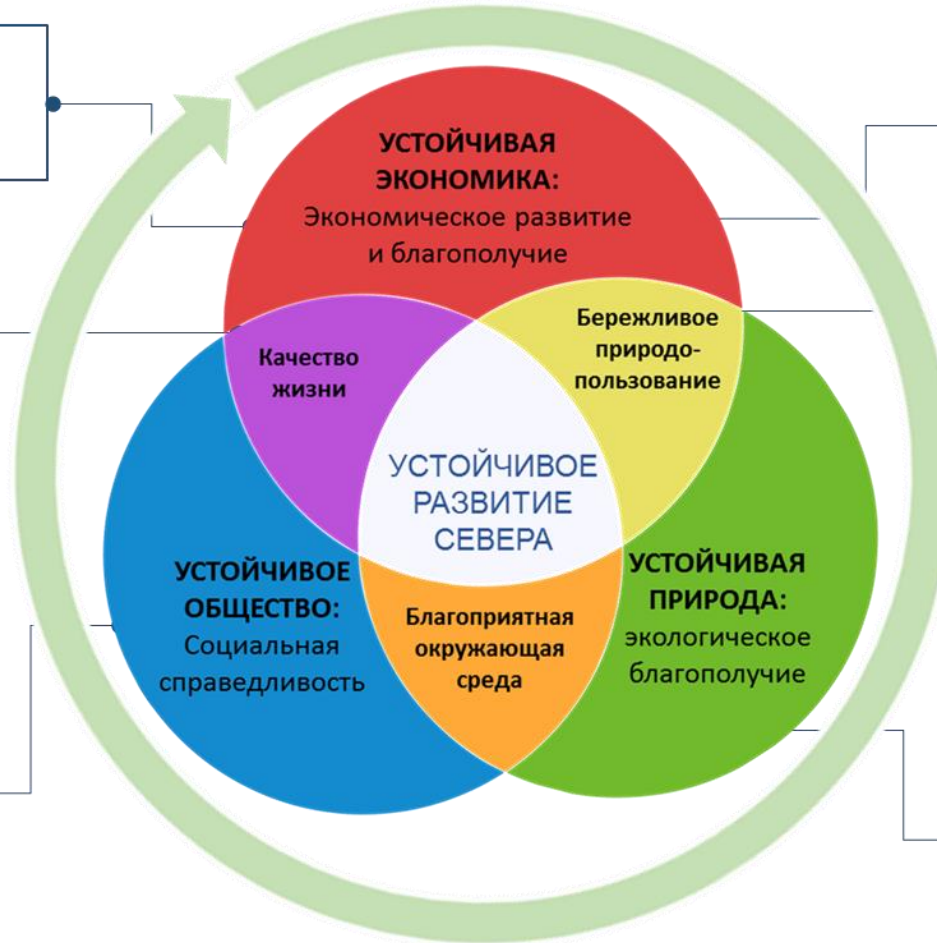 УСТОЙЧИВАЯ
ЭКОНОМИКА:
Экономическое развитие
и благополучие
Качество
жизни
Бережливое
природо-
пользование
УСТОЙЧИВОЕ
РАЗВИТИЕ
СЕВЕРА
УСТОЙЧИВОЕ
ОБЩЕСТВО:
Социальная
справедливость
Благоприятная
окружающая
среда
УСТОЙЧИВАЯ
ПРИРОДА:
экологическое
благополучие